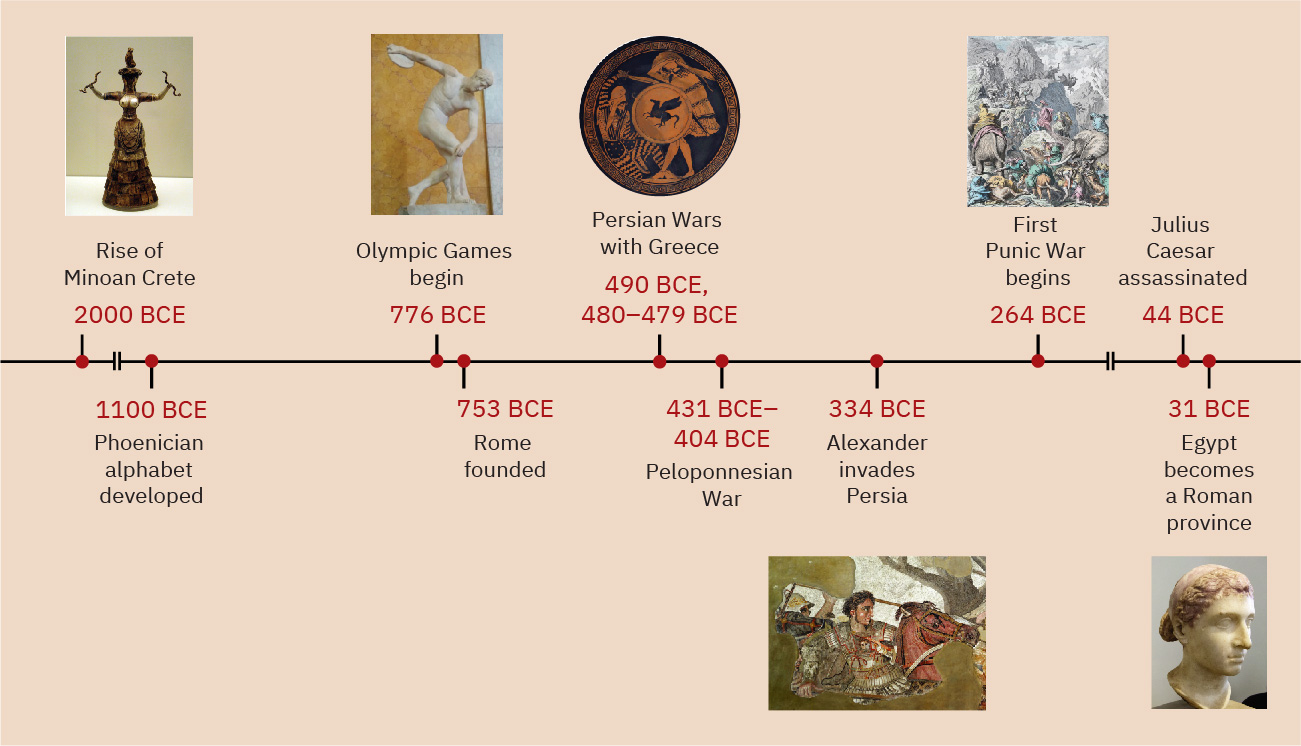 Rise of
Minoan Crete
2000 BCE
1100 BCE
Phoenician
alphabet
developed
Olympic Games
begin
776 BCE
753 BCE
Rome
founded
Persian Wars
with Greece
490 BCE,
480–479 BCE
431 BCE–
404 BCE
Peloponnesian
War
334 BCE
Alexander
invades
Persia
First
Punic War
begins
264 BCE
Julius
Caesar
assassinated
44 BCE
31 BCE
Egypt
becomes
a Roman
province